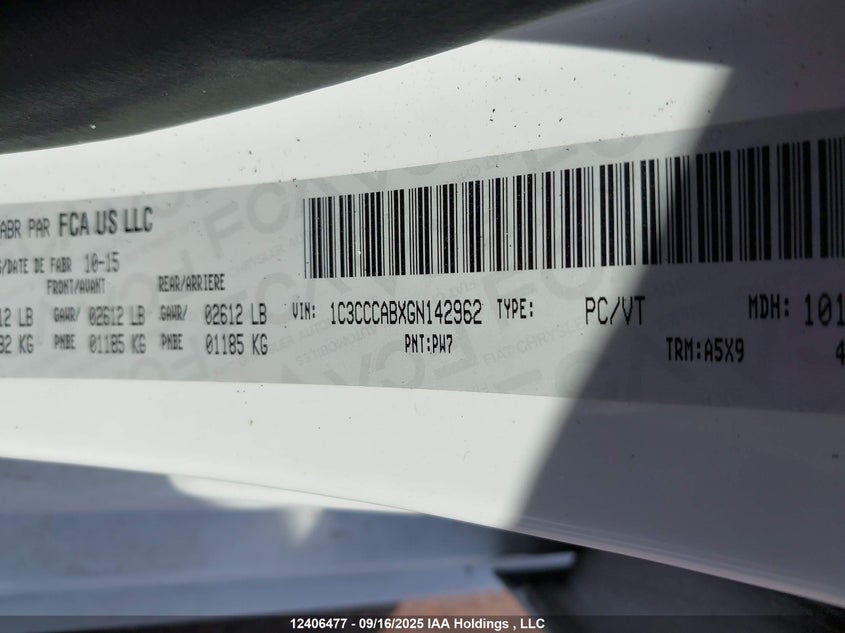 ABR PAR FCA US LLC
/DATE DE FABR 10-15
FRONT/AVANT REAR/ARRIERE
12 LB GAWR/ 02612 LB GAWR/ 02612 LB VIN: 1C3CCCABXGN142962 TYPE: PC/VT MDH: 101
82 KG PNBE 01185 KG PNBE 01185 KG PNT:PW7 TRM:A5X9 4
12406477 - 09/16/2025 IAA Holdings , LLC